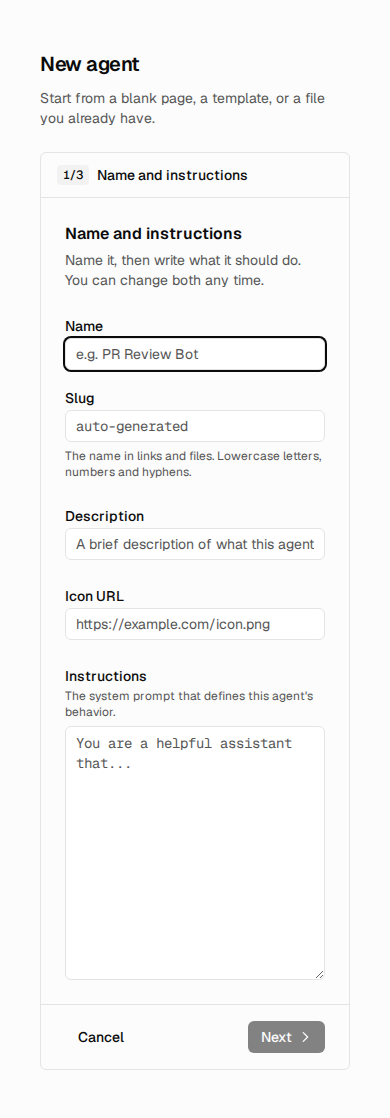 New agent
Start from a blank page, a template, or a file
you already have.
1/3 Name and instructions
Name and instructions
Name it, then write what it should do.
You can change both any time.
Name
e.g. PR Review Bot
Slug
auto-generated
The name in links and files. Lowercase letters,
numbers and hyphens.
Description
A brief description of what this agent
Icon URL
https://example.com/icon.png
Instructions
The system prompt that defines this agent's
behavior.
You are a helpful assistant
that...
Cancel
Next